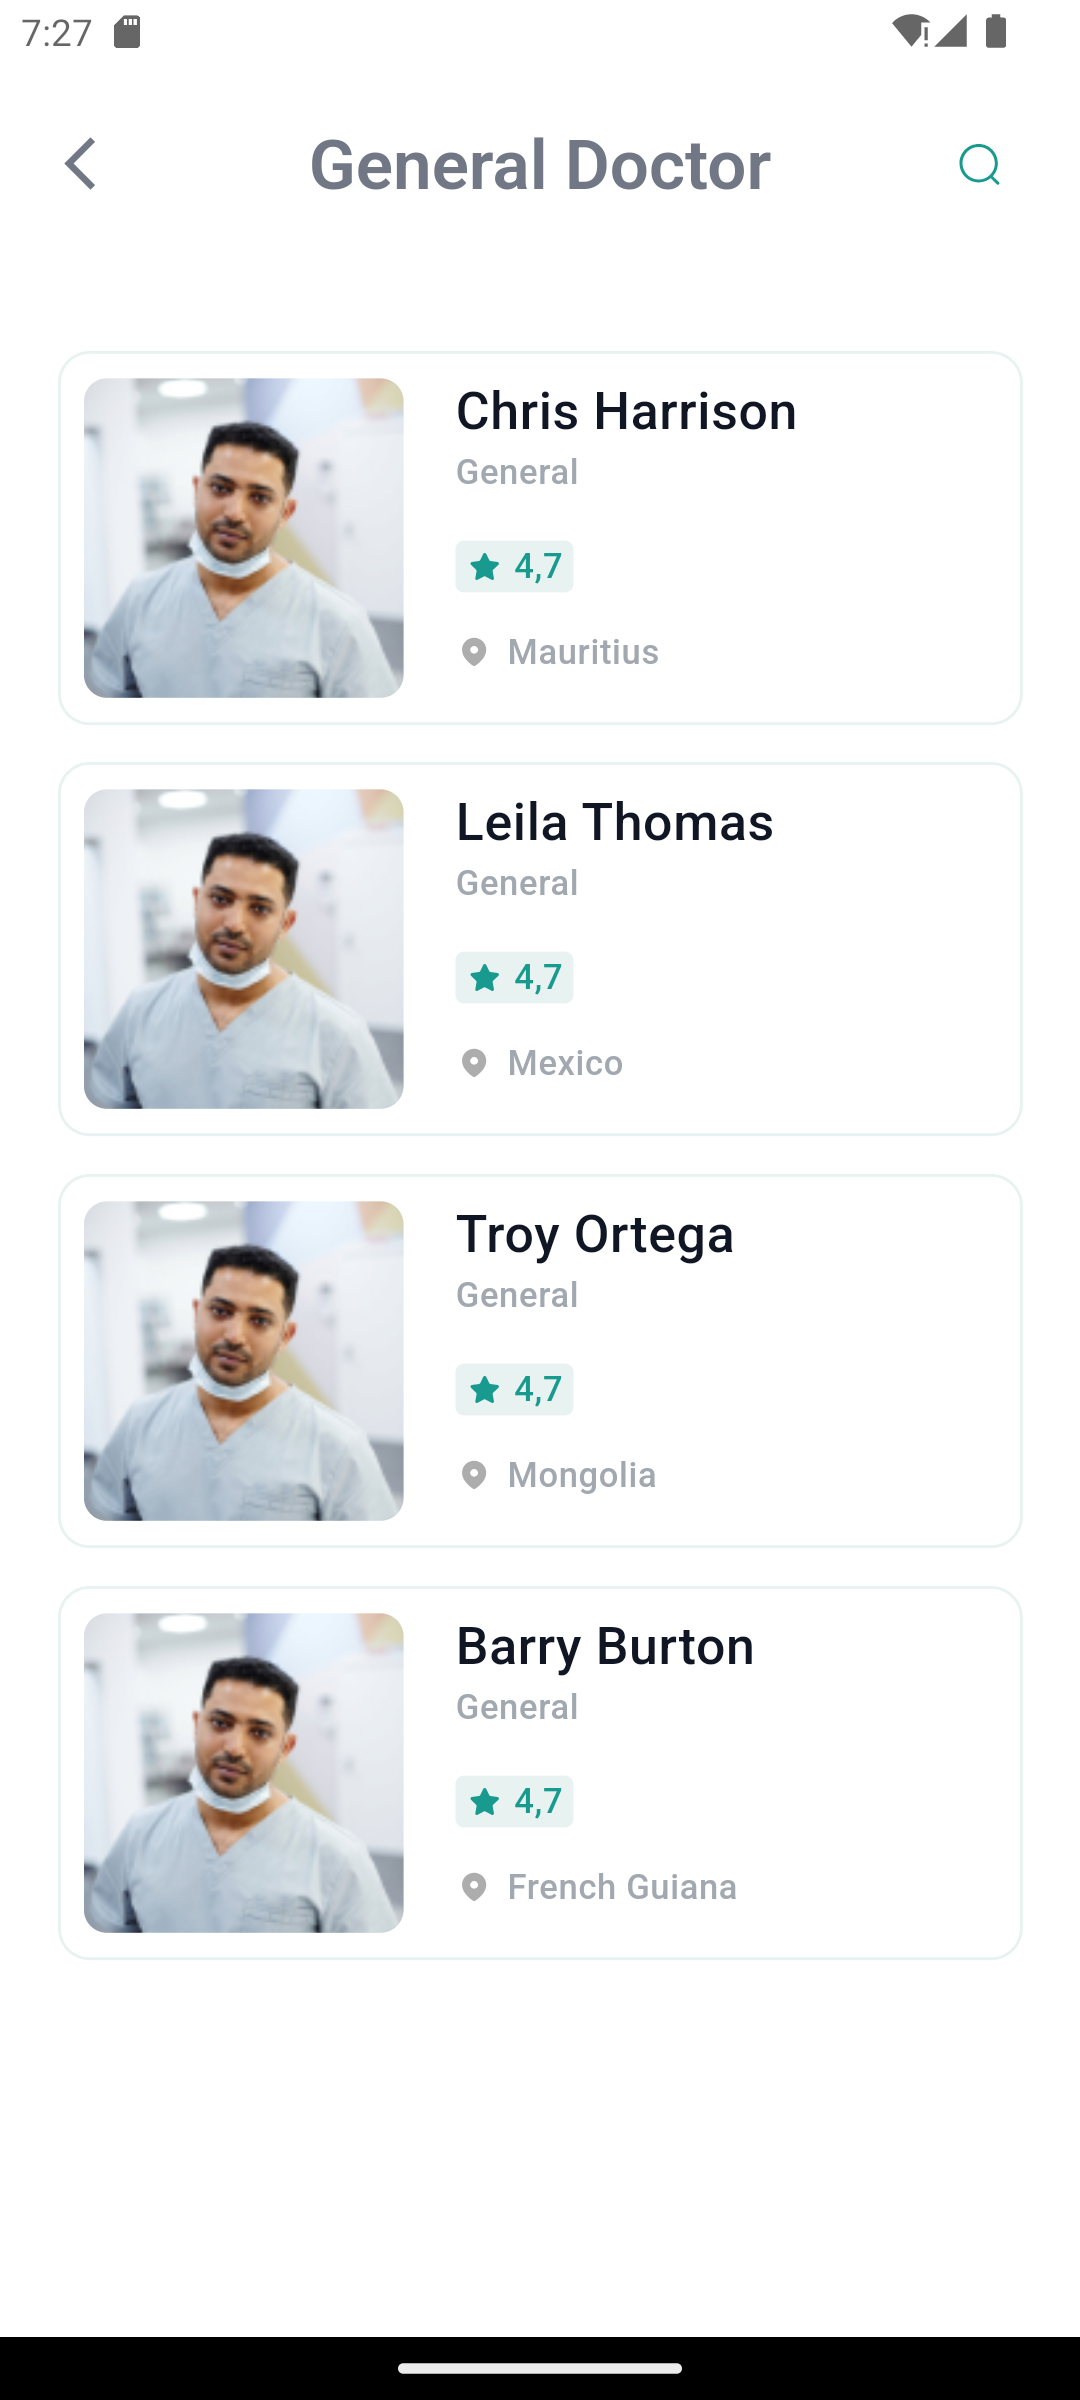 7:27
General Doctor
Chris Harrison
General
4,7
Mauritius
Leila Thomas
General
4,7
Mexico
Troy Ortega
General
4,7
Mongolia
Barry Burton
General
4,7
French Guiana